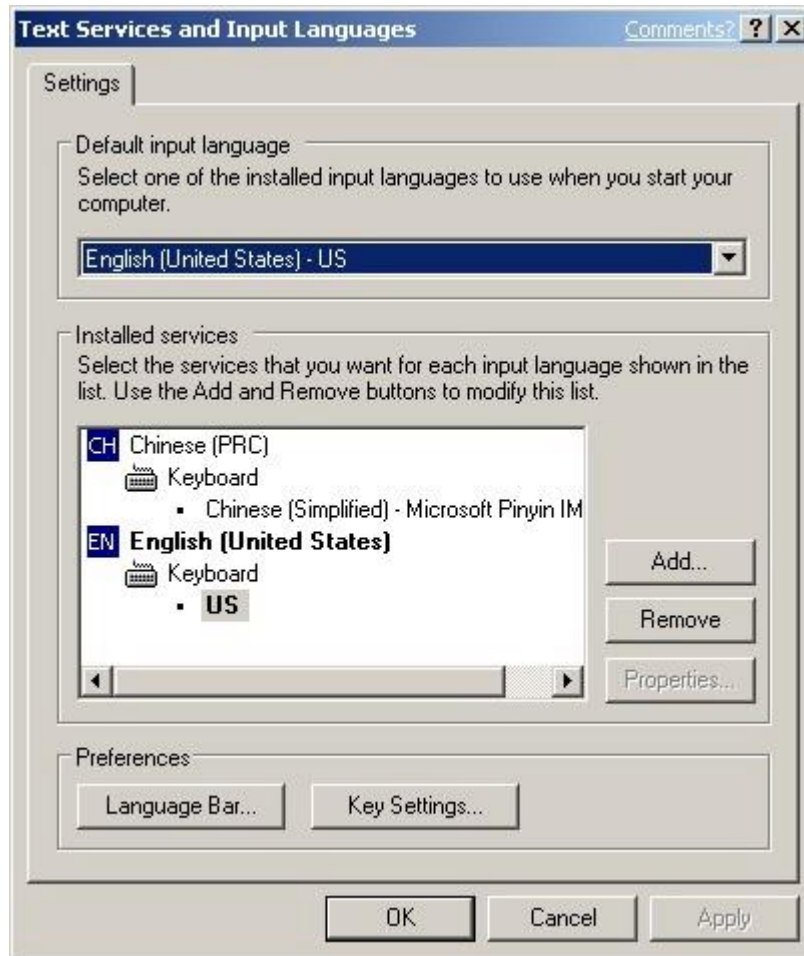 Text Services and Input Languages
Comments?
Settings
Default input language
Select one of the installed input languages to use when you start your
computer.
English (United States) - US
Installed services
Select the services that you want for each input language shown in the
list. Use the Add and Remove buttons to modify this list.
CH Chinese (PRC)
Keyboard
Chinese (Simplified) - Microsoft Pinyin IM
EN English (United States)
Keyboard
US
Add...
Remove
Properties...
Preferences
Language Bar...
Key Settings...
OK
Cancel
Apply